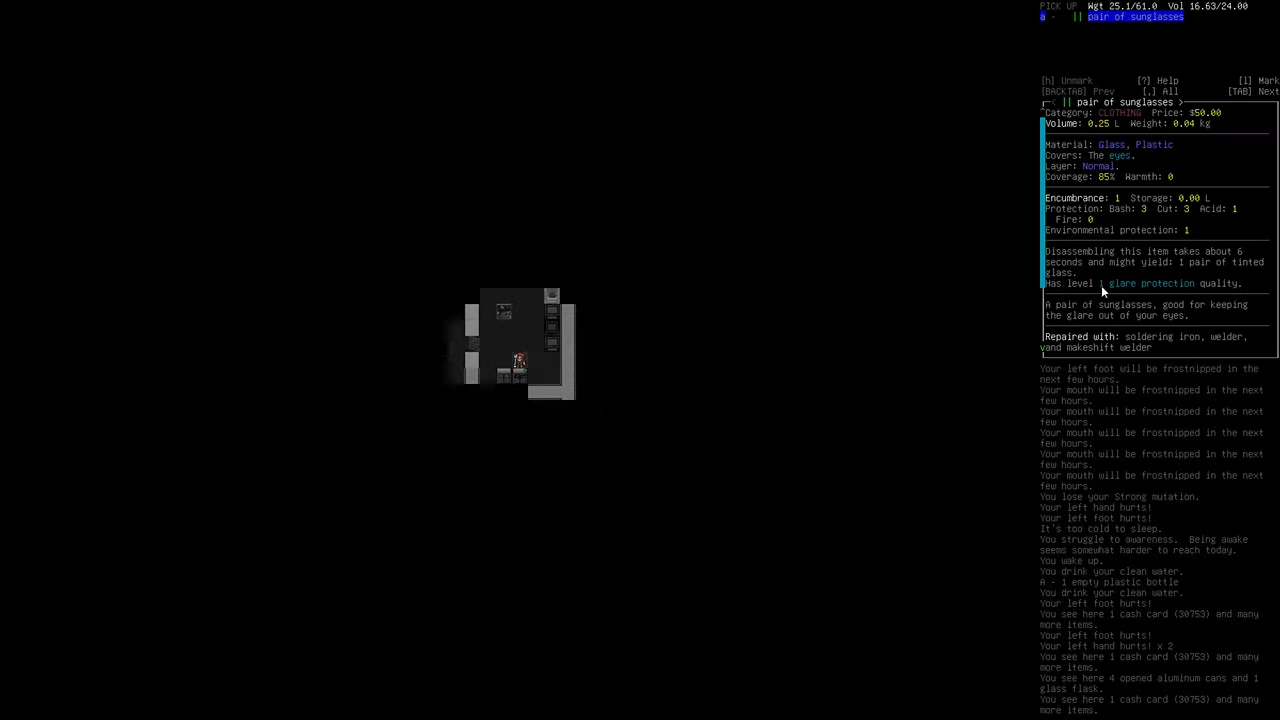 PICK UP Wgt 25.1/61.0 Vol 16.63/24.00
a - || pair of sunglasses
[h] Unmark [?] Help [l] Mark
[BACKTAB] Prev [,] All [TAB] Next
< || pair of sunglasses >
Category: CLOTHING Price: $50.00
Volume: 0.25 L Weight: 0.04 kg
Material: Glass, Plastic
Covers: The eyes.
Layer: Normal.
Coverage: 85% Warmth: 0
Encumbrance: 1 Storage: 0.00 L
Protection: Bash: 3 Cut: 3 Acid: 1
Fire: 0
Environmental protection: 1
Disassembling this item takes about 6
seconds and might yield: 1 pair of tinted
glass.
Has level 1 glare protection quality.
A pair of sunglasses, good for keeping
the glare out of your eyes.
Repaired with: soldering iron, welder,
vand makeshift welder
Your left foot will be frostnipped in the
next few hours.
Your mouth will be frostnipped in the next
few hours.
Your mouth will be frostnipped in the next
few hours.
Your mouth will be frostnipped in the next
few hours.
Your mouth will be frostnipped in the next
few hours.
Your mouth will be frostnipped in the next
few hours.
You lose your Strong mutation.
Your left hand hurts!
Your left foot hurts!
It's too cold to sleep.
You struggle to awareness. Being awake
seems somewhat harder to reach today.
You wake up.
You drink your clean water.
A - 1 empty plastic bottle
You drink your clean water.
Your left foot hurts!
You see here 1 cash card (30753) and many
more items.
Your left foot hurts!
Your left hand hurts! x 2
You see here 1 cash card (30753) and many
more items.
You see here 4 opened aluminum cans and 1
glass flask.
You see here 1 cash card (30753) and many
more items.